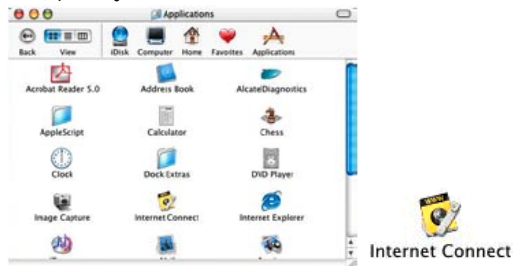 Applications
Back View iDisk Computer Home Favorites Applications
Acrobat Reader 5.0 Address Book AlcatelDiagnostics
AppleScript Calculator Chess
Clock Dock Extras DVD Player
Image Capture Internet Connect Internet Explorer
WWW
Internet Connect